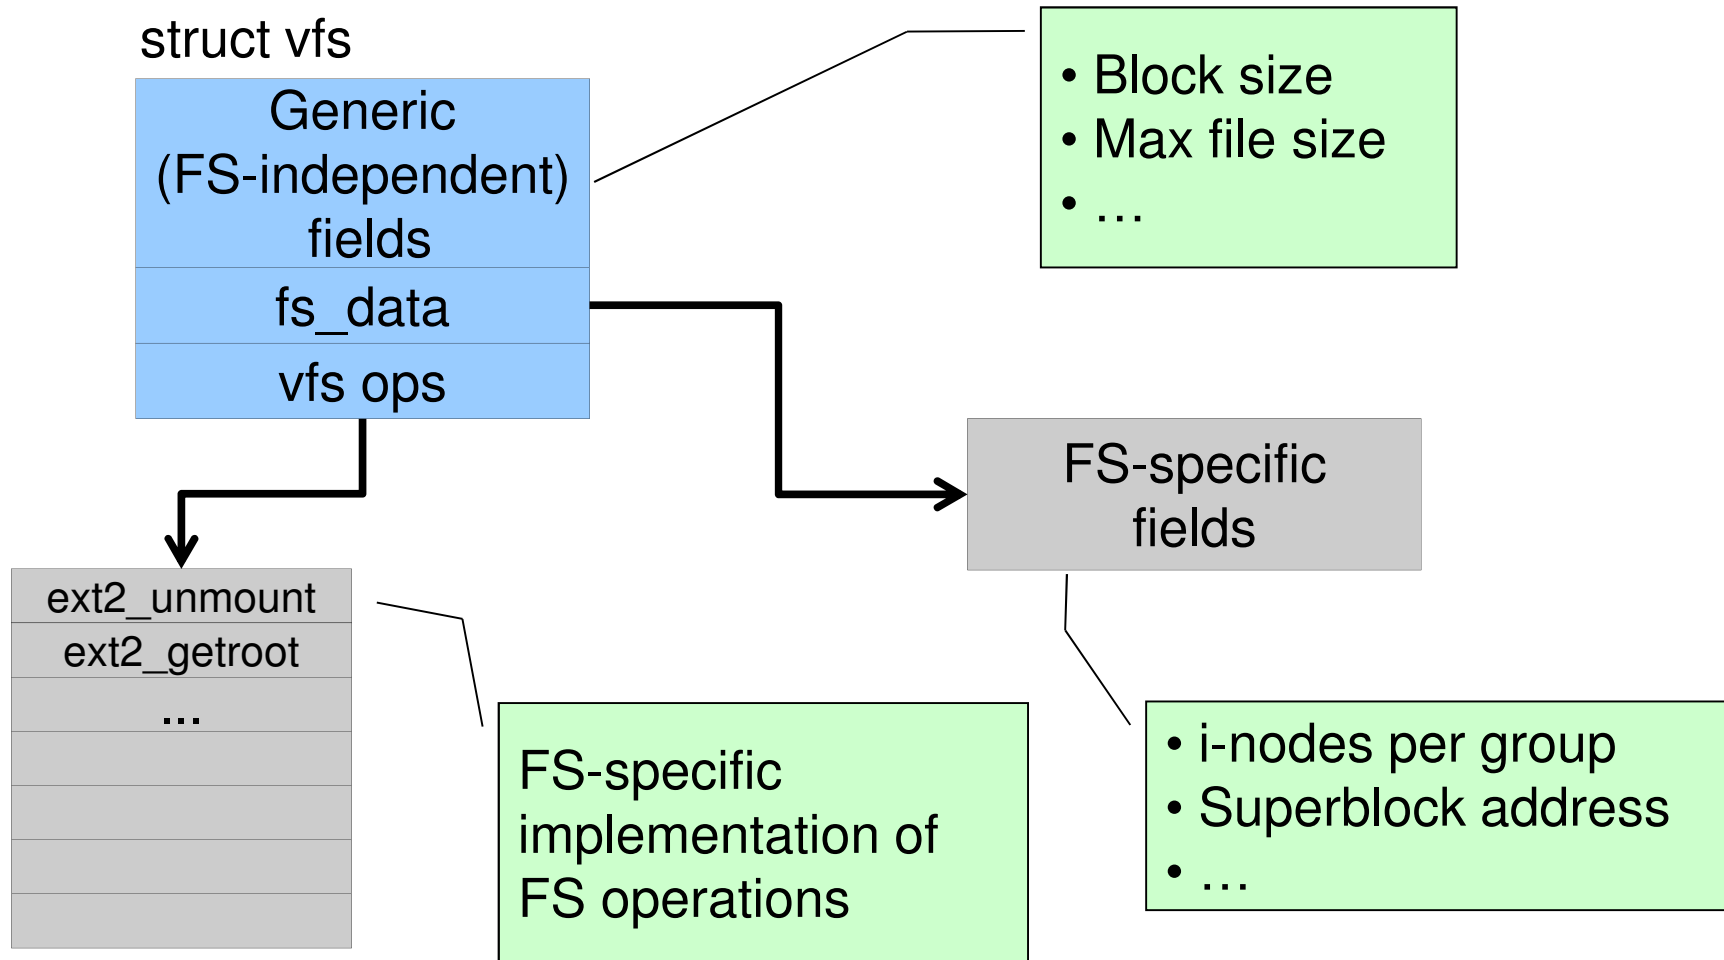 struct vfs
Generic
(FS-independent)
fields
fs_data
vfs ops
• Block size
• Max file size
• …
FS-specific
fields
ext2_unmount
ext2_getroot
...
FS-specific
implementation of
FS operations
• i-nodes per group
• Superblock address
• …